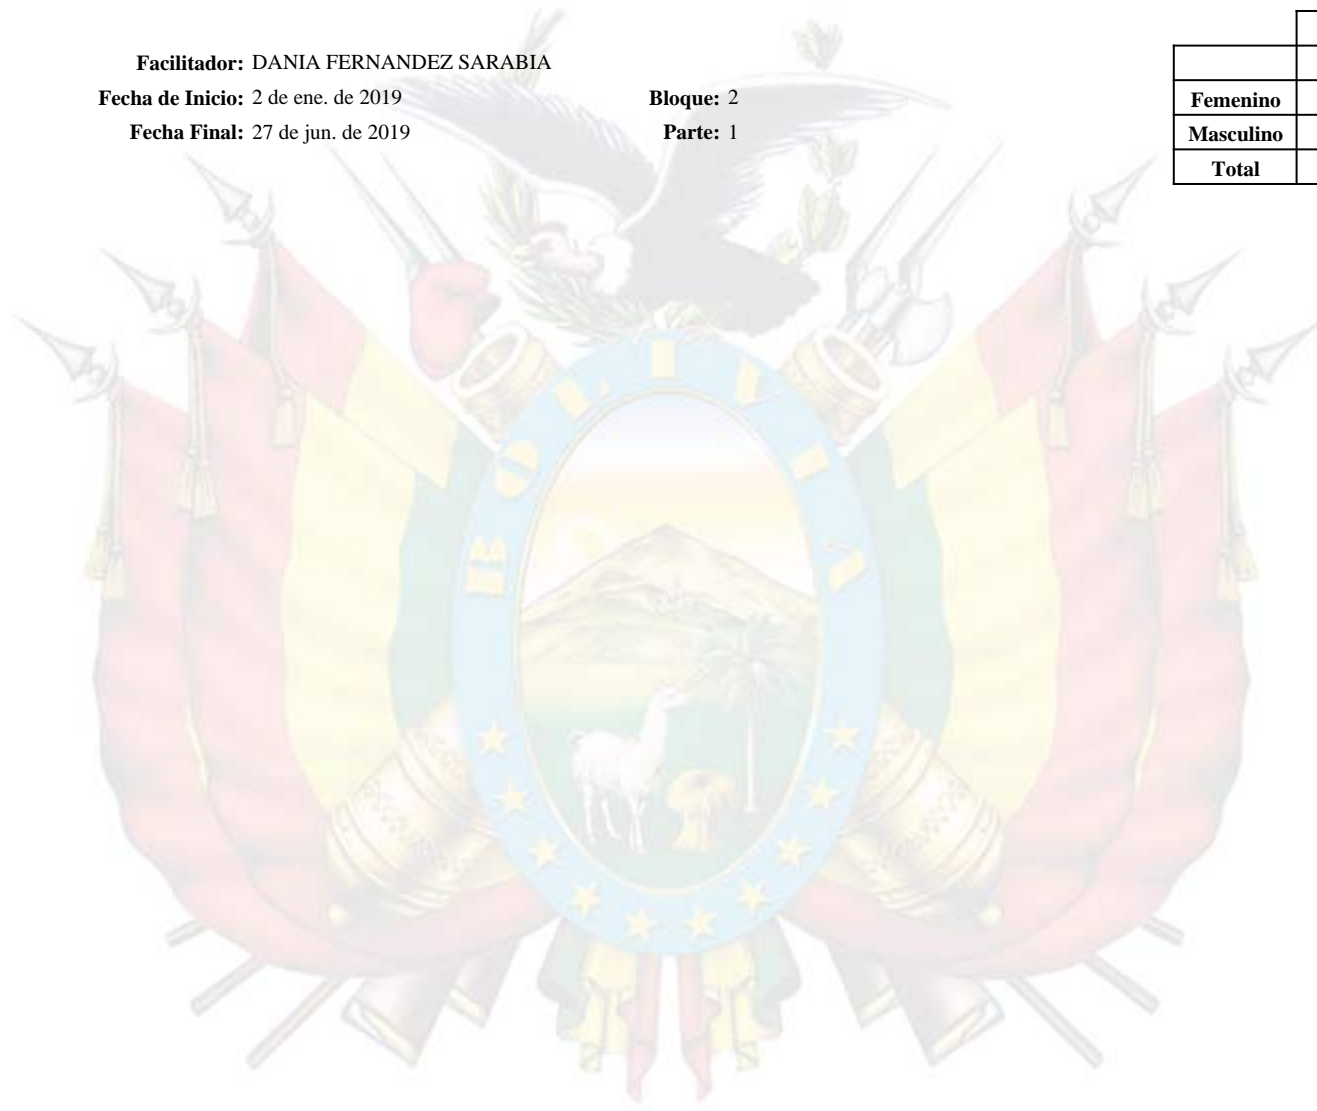 Facilitador: DANIA FERNANDEZ SARABIA
Fecha de Inicio: 2 de ene. de 2019 Bloque: 2
Fecha Final: 27 de jun. de 2019 Parte: 1
Femenino
Masculino
Total
BOLIVIA